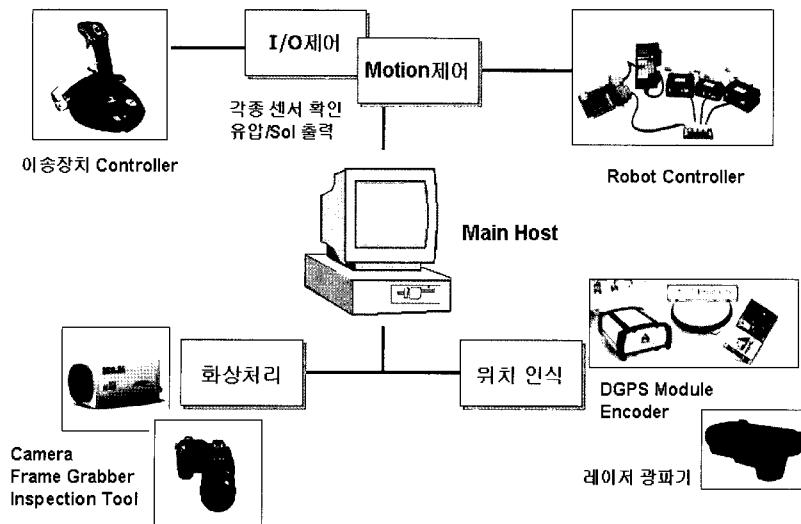 I/O제어
Motion제어
각종 센서 확인
유압/Sol 출력
이송장치 Controller
Robot Controller
Main Host
화상처리
위치 인식
DGPS Module
Encoder
Camera
Frame Grabber
Inspection Tool
레이저 광파기